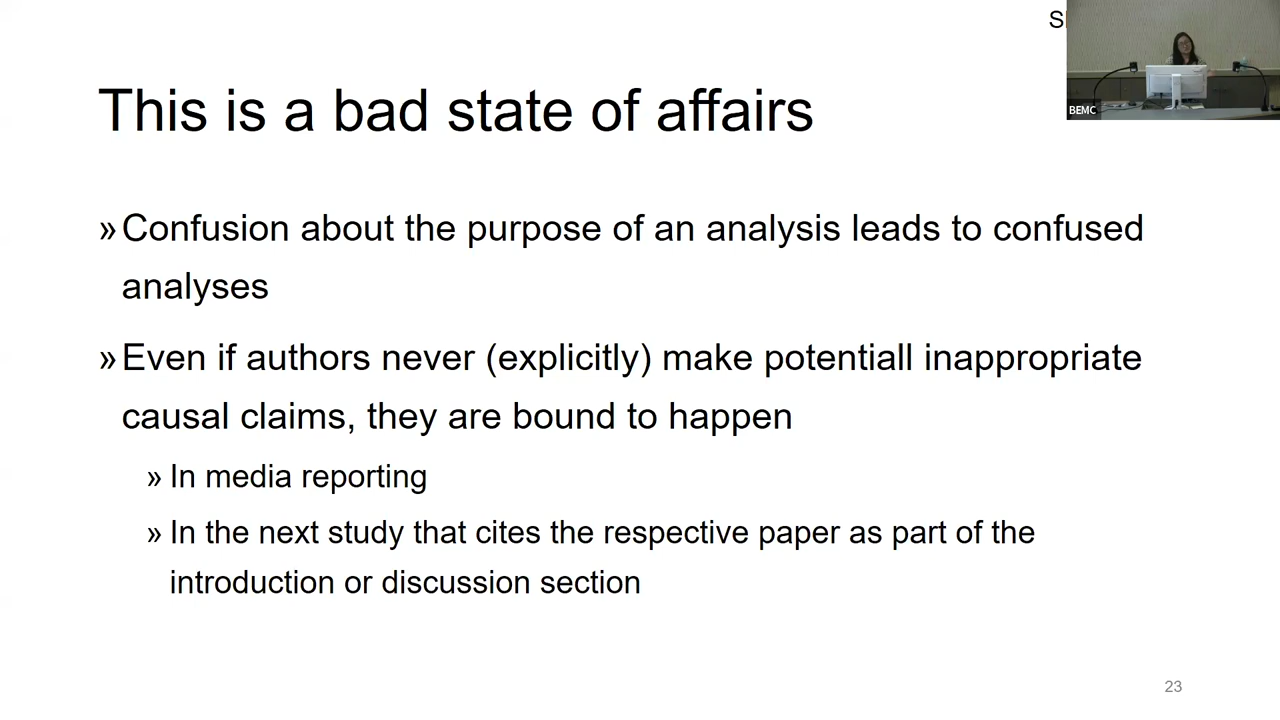 This is a bad state of affairs
BEMC
» Confusion about the purpose of an analysis leads to confused
analyses
» Even if authors never (explicitly) make potentiall inappropriate
causal claims, they are bound to happen
» In media reporting
» In the next study that cites the respective paper as part of the
introduction or discussion section
23